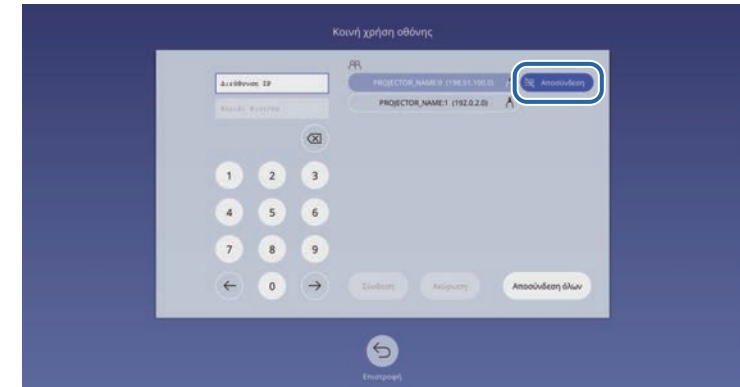 Κοινή χρήση οθόνης
Διεύθυνση IP
PROJECTOR_NAME:0 (198.51.100.0)
Αποσύνδεση
PROJECTOR_NAME:1 (192.0.2.0)
1 2 3
4 5 6
7 8 9
0
Σύνδεση
Ακύρωση
Αποσύνδεση όλων
Επιστροφή